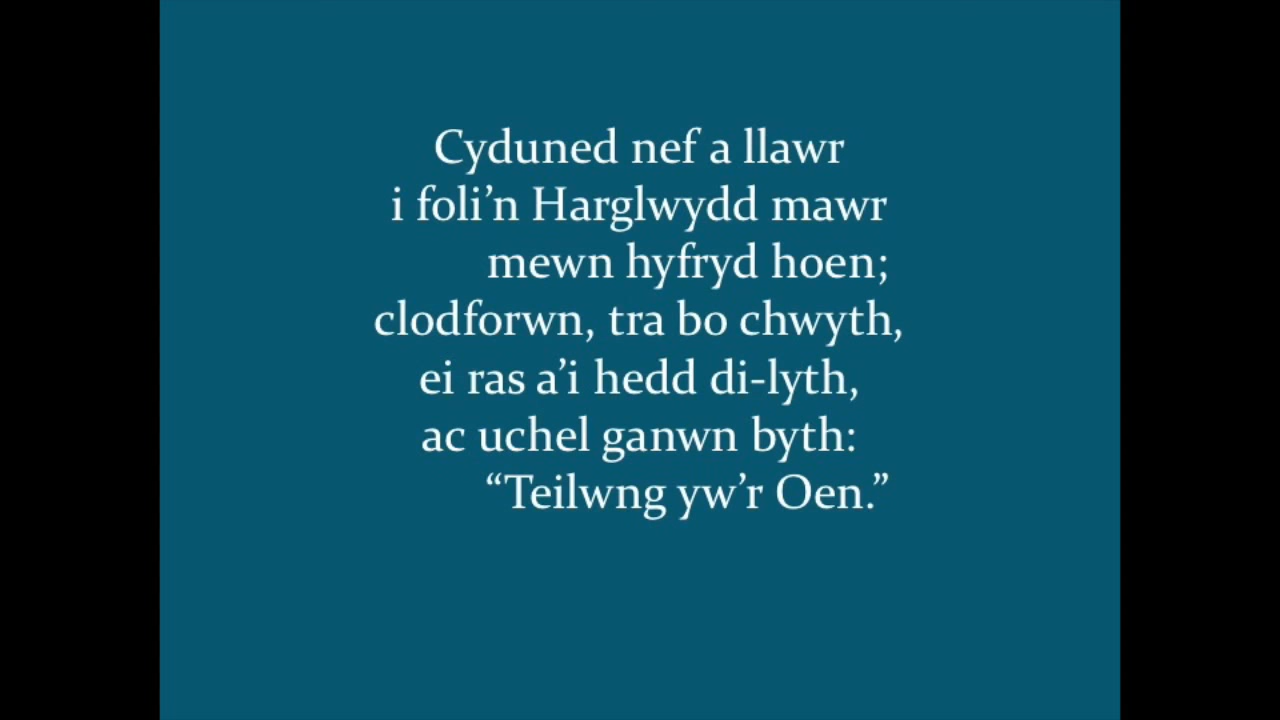 Cyduned nef a llawr
i foli’n Harglwydd mawr
mewn hyfryd hoen;
clodforwn, tra bo chwyth,
ei ras a’i hedd di-lyth,
ac uchel ganwn byth:
“Teilwng yw’r Oen.”